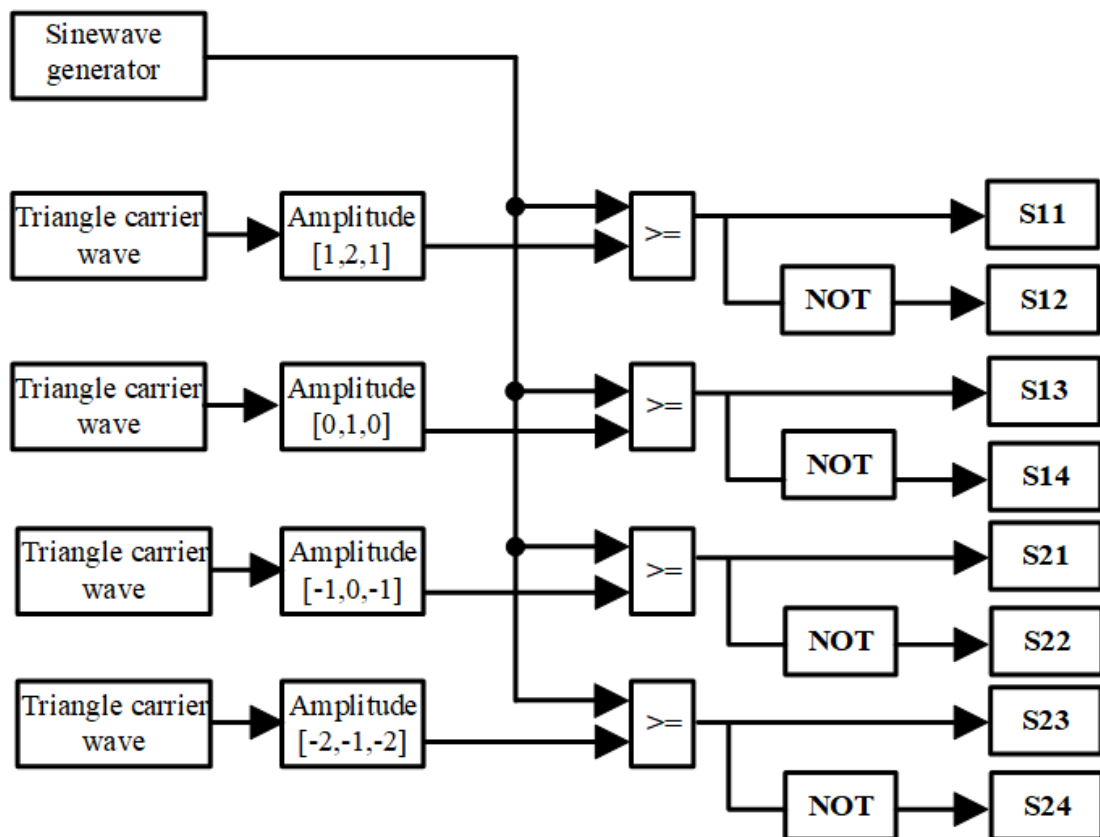 Sinewave
generator
Triangle carrier
wave
Amplitude
[1,2,1]
>=
S11
NOT
S12
Triangle carrier
wave
Amplitude
[0,1,0]
>=
S13
NOT
S14
Triangle carrier
wave
Amplitude
[-1,0,-1]
>=
S21
NOT
S22
Triangle carrier
wave
Amplitude
[-2,-1,-2]
>=
S23
NOT
S24